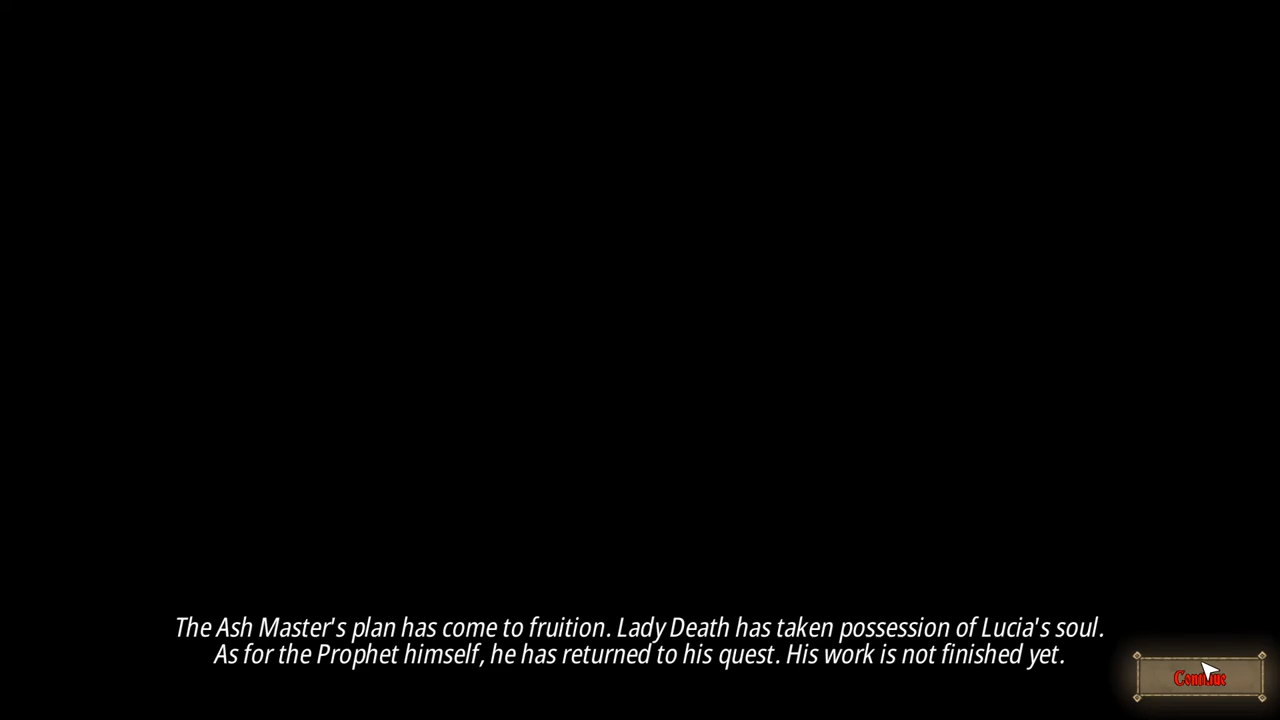 The Ash Master's plan has come to fruition. Lady Death has taken possession of Lucia's soul.
As for the Prophet himself, he has returned to his quest. His work is not finished yet.
Continue